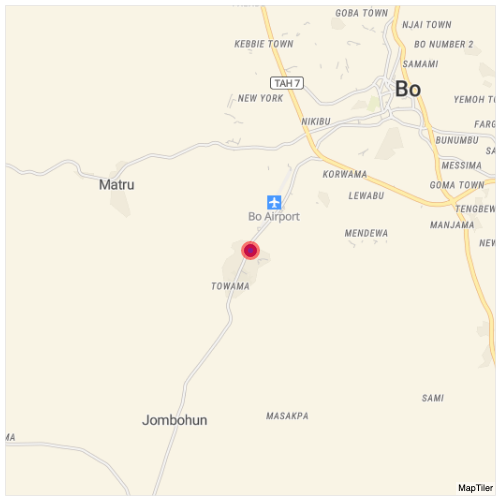 GOBA TOWN
NJAI TOWN
KEBBIE TOWN
BO NUMBER 2
SAMAMI
TAH 7
Bo
NEW YORK
YEMOH T
NIKIBU
FARG
BUNUMBU
SA
MESSIMA
KORWAMA
Matru
GOMA TOWN
LEWABU
TENGBEW
Bo Airport
MANJAMA
MENDEWA
NEW
TOWAMA
SAMI
MASAKPA
Jombohun
MA
MapTiler